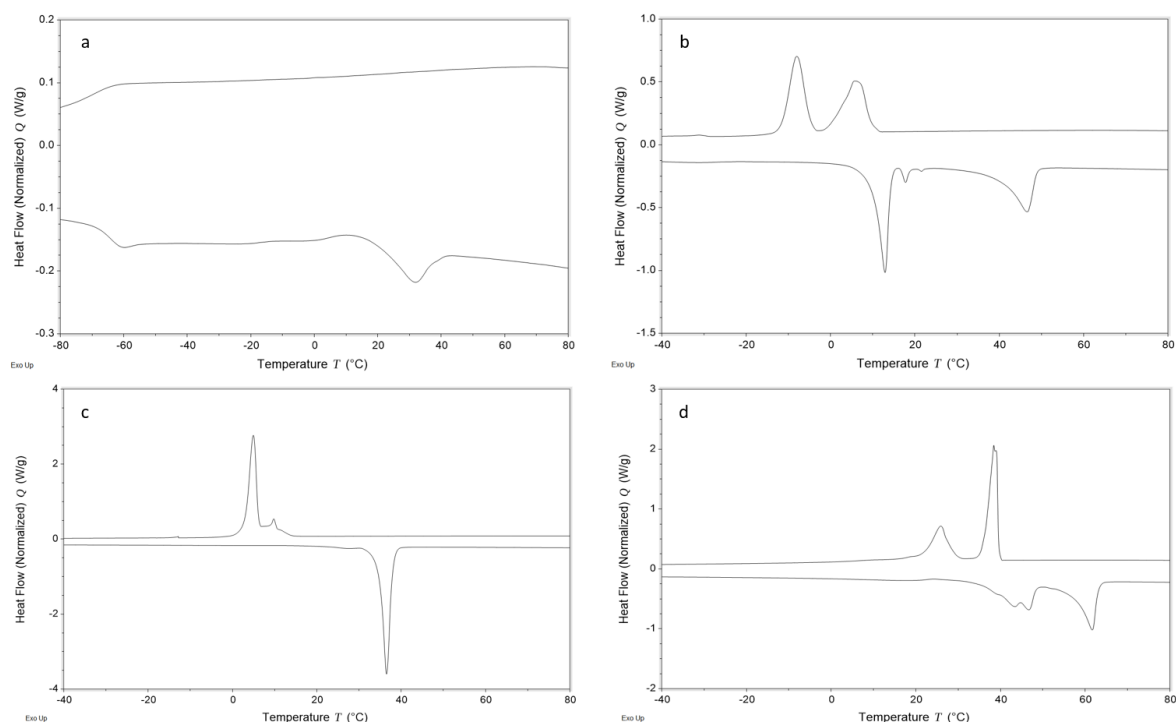 a
Heat Flow (Normalized) Q (W/g)
0.2
0.1
0.0
-0.1
-0.2
-0.3
-80 -60 -40 -20 0 20 40 60 80
Exo Up
Temperature T (°C)
b
Heat Flow (Normalized) Q (W/g)
1.0
0.5
0.0
-0.5
-1.0
-1.5
-40 -20 0 20 40 60 80
Exo Up
Temperature T (°C)
c
Heat Flow (Normalized) Q (W/g)
4
2
0
-2
-4
-40 -20 0 20 40 60 80
Exo Up
Temperature T (°C)
d
Heat Flow (Normalized) Q (W/g)
3
2
1
0
-1
-2
-40 -20 0 20 40 60 80
Exo Up
Temperature T (°C)